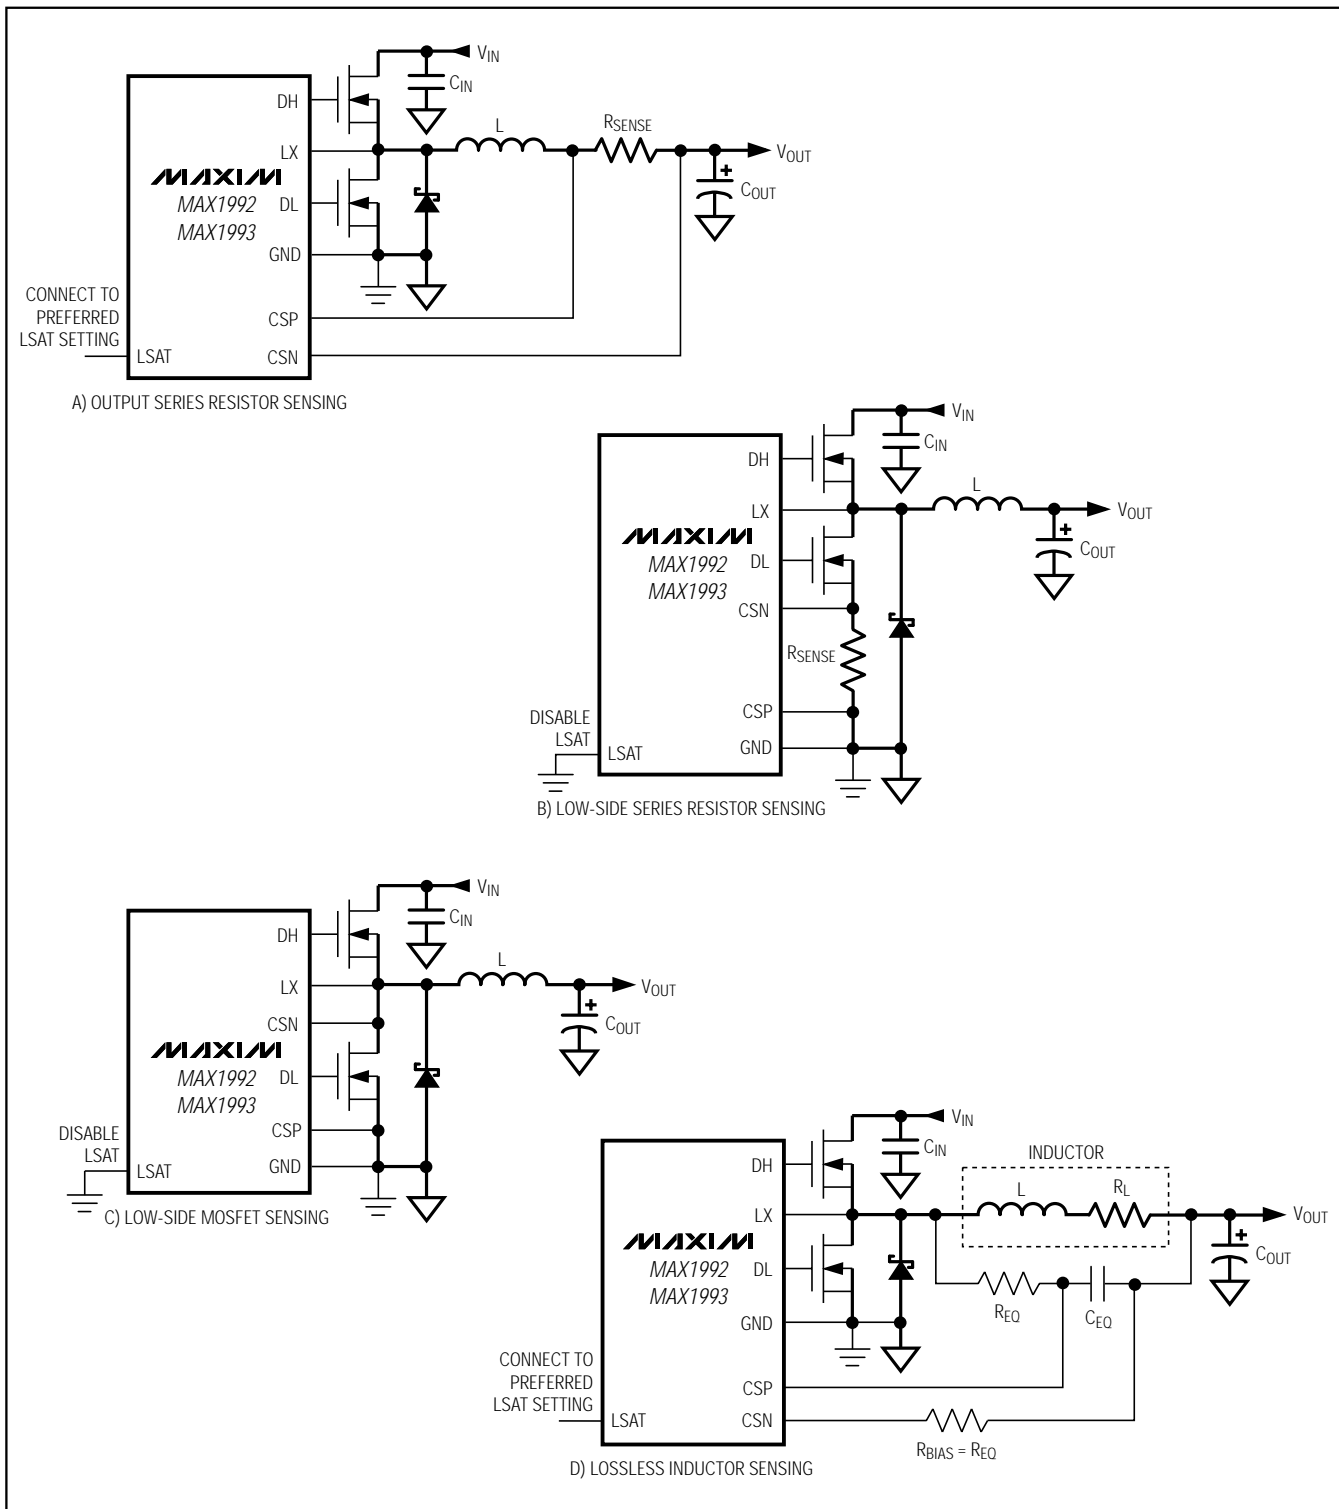 VIN
CIN
DH
L
RSENSE
LX
VOUT
MAXIM
COUT
MAX1992
DL
MAX1993
GND
CONNECT TO
PREFERRED
LSAT SETTING
CSP
LSAT
CSN
A) OUTPUT SERIES RESISTOR SENSING
VIN
CIN
DH
L
LX
VOUT
MAXIM
COUT
MAX1992
DL
MAX1993
CSN
RSENSE
DISABLE
LSAT
CSP
LSAT
GND
B) LOW-SIDE SERIES RESISTOR SENSING
VIN
CIN
DH
L
LX
VOUT
CSN
COUT
MAXIM
MAX1992
DL
MAX1993
CSP
DISABLE
LSAT
LSAT
GND
C) LOW-SIDE MOSFET SENSING
VIN
CIN
INDUCTOR
DH
L
RL
LX
VOUT
MAXIM
COUT
MAX1992
DL
MAX1993
REQ
CEQ
GND
CONNECT TO
PREFERRED
LSAT SETTING
CSP
LSAT
CSN
RBIAS = REQ
D) LOSSLESS INDUCTOR SENSING